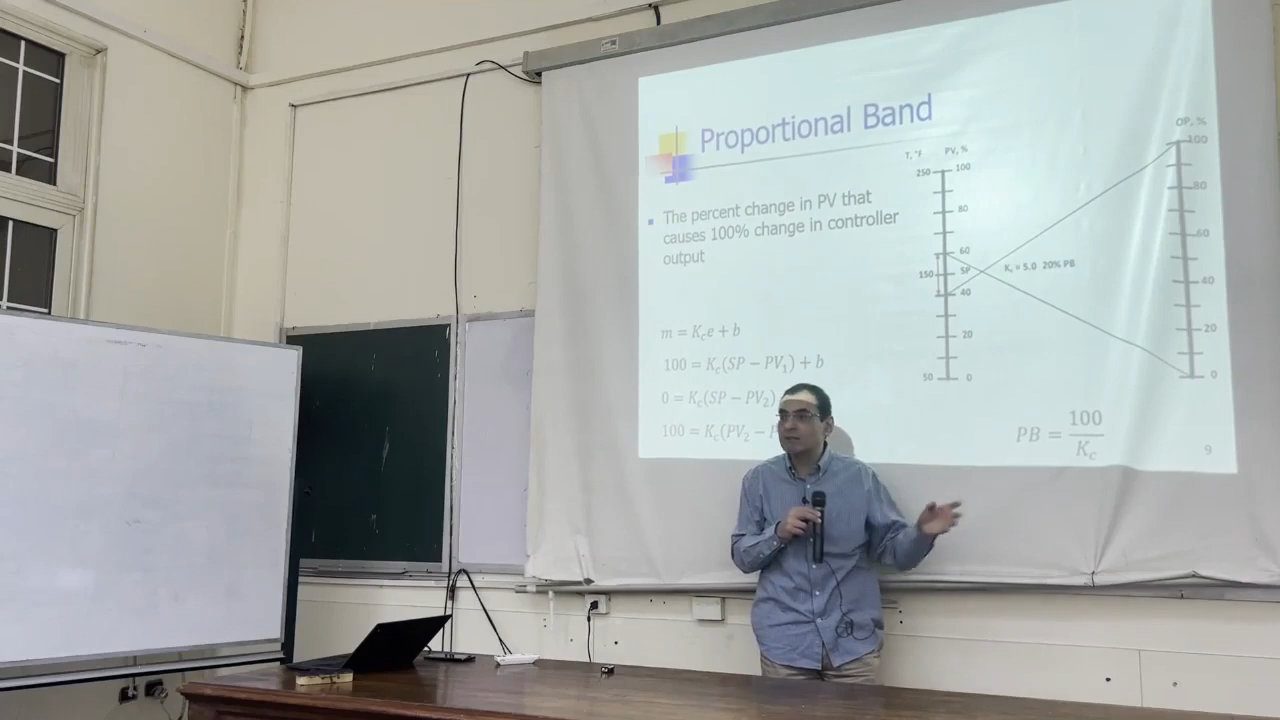 Proportional Band
The percent change in PV that
causes 100% change in controller
output
m = K_c e + b
100 = K_c(SP − PV_1) + b
0 = K_c(SP − PV_2)
100 = K_c(PV_2 −
T, °F PV, %
250 100
80
60
150 SP
40
20
50 0
K_c = 5.0 20% PB
OP, %
100
80
60
40
20
0
PB = 100
K_c
9